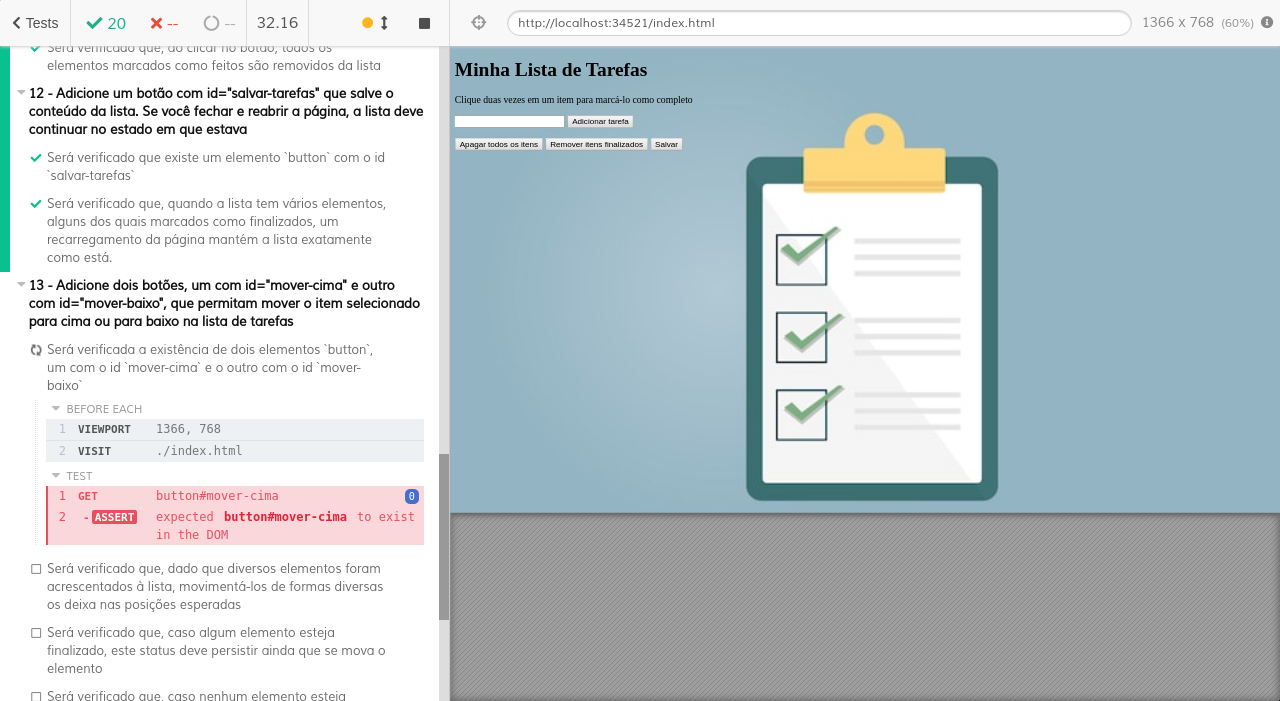 Tests
20
--
--
32.16
http://localhost:34521/index.html
1366 x 768 (60%)
Será verificado que, ao clicar no botão, todos os
elementos marcados como feitos são removidos da lista
12 - Adicione um botão com id="salvar-tarefas" que salve o
conteúdo da lista. Se você fechar e reabrir a página, a lista deve
continuar no estado em que estava
Será verificado que existe um elemento `button` com o id
`salvar-tarefas`
Será verificado que, quando a lista tem vários elementos,
alguns dos quais marcados como finalizados, um
recarregamento da página mantém a lista exatamente
como está.
13 - Adicione dois botões, um com id="mover-cima" e outro
com id="mover-baixo", que permitam mover o item selecionado
para cima ou para baixo na lista de tarefas
Será verificada a existência de dois elementos `button`,
um com o id `mover-cima` e o outro com o id `mover-
baixo`
BEFORE EACH
1 VIEWPORT 1366, 768
2 VISIT ./index.html
TEST
1 GET button#mover-cima 0
2 -ASSERT expected button#mover-cima to exist
in the DOM
Será verificado que, dado que diversos elementos foram
acrescentados à lista, movimentá-los de formas diversas
os deixa nas posições esperadas
Será verificado que, caso algum elemento esteja
finalizado, este status deve persistir ainda que se mova o
elemento
Será verificado que, caso nenhum elemento esteja
Minha Lista de Tarefas
Clique duas vezes em um item para marcá-lo como completo
Adicionar tarefa
Apagar todos os itens Remover itens finalizados Salvar